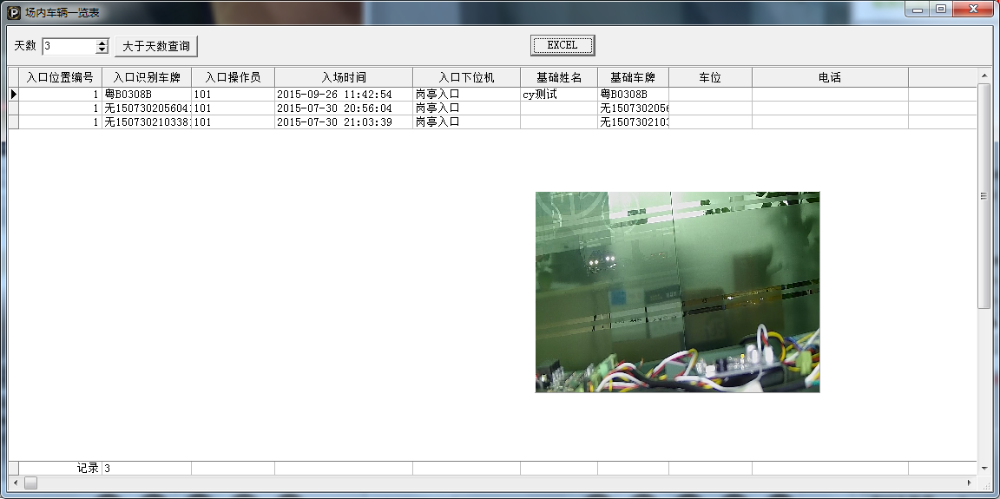 场内车辆一览表
天数 3 大于天数查询 EXCEL
入口位置编号 入口识别车牌 入口操作员 入场时间 入口下位机 基础姓名 基础车牌 车位 电话
1 粤B0308B 101 2015-09-26 11:42:54 岗亭入口 cy测试 粤B0308B
1 无15073020560 101 2015-07-30 20:56:04 岗亭入口 无150730205
1 无15073021033 101 2015-07-30 21:03:39 岗亭入口 无150730210
记录 3